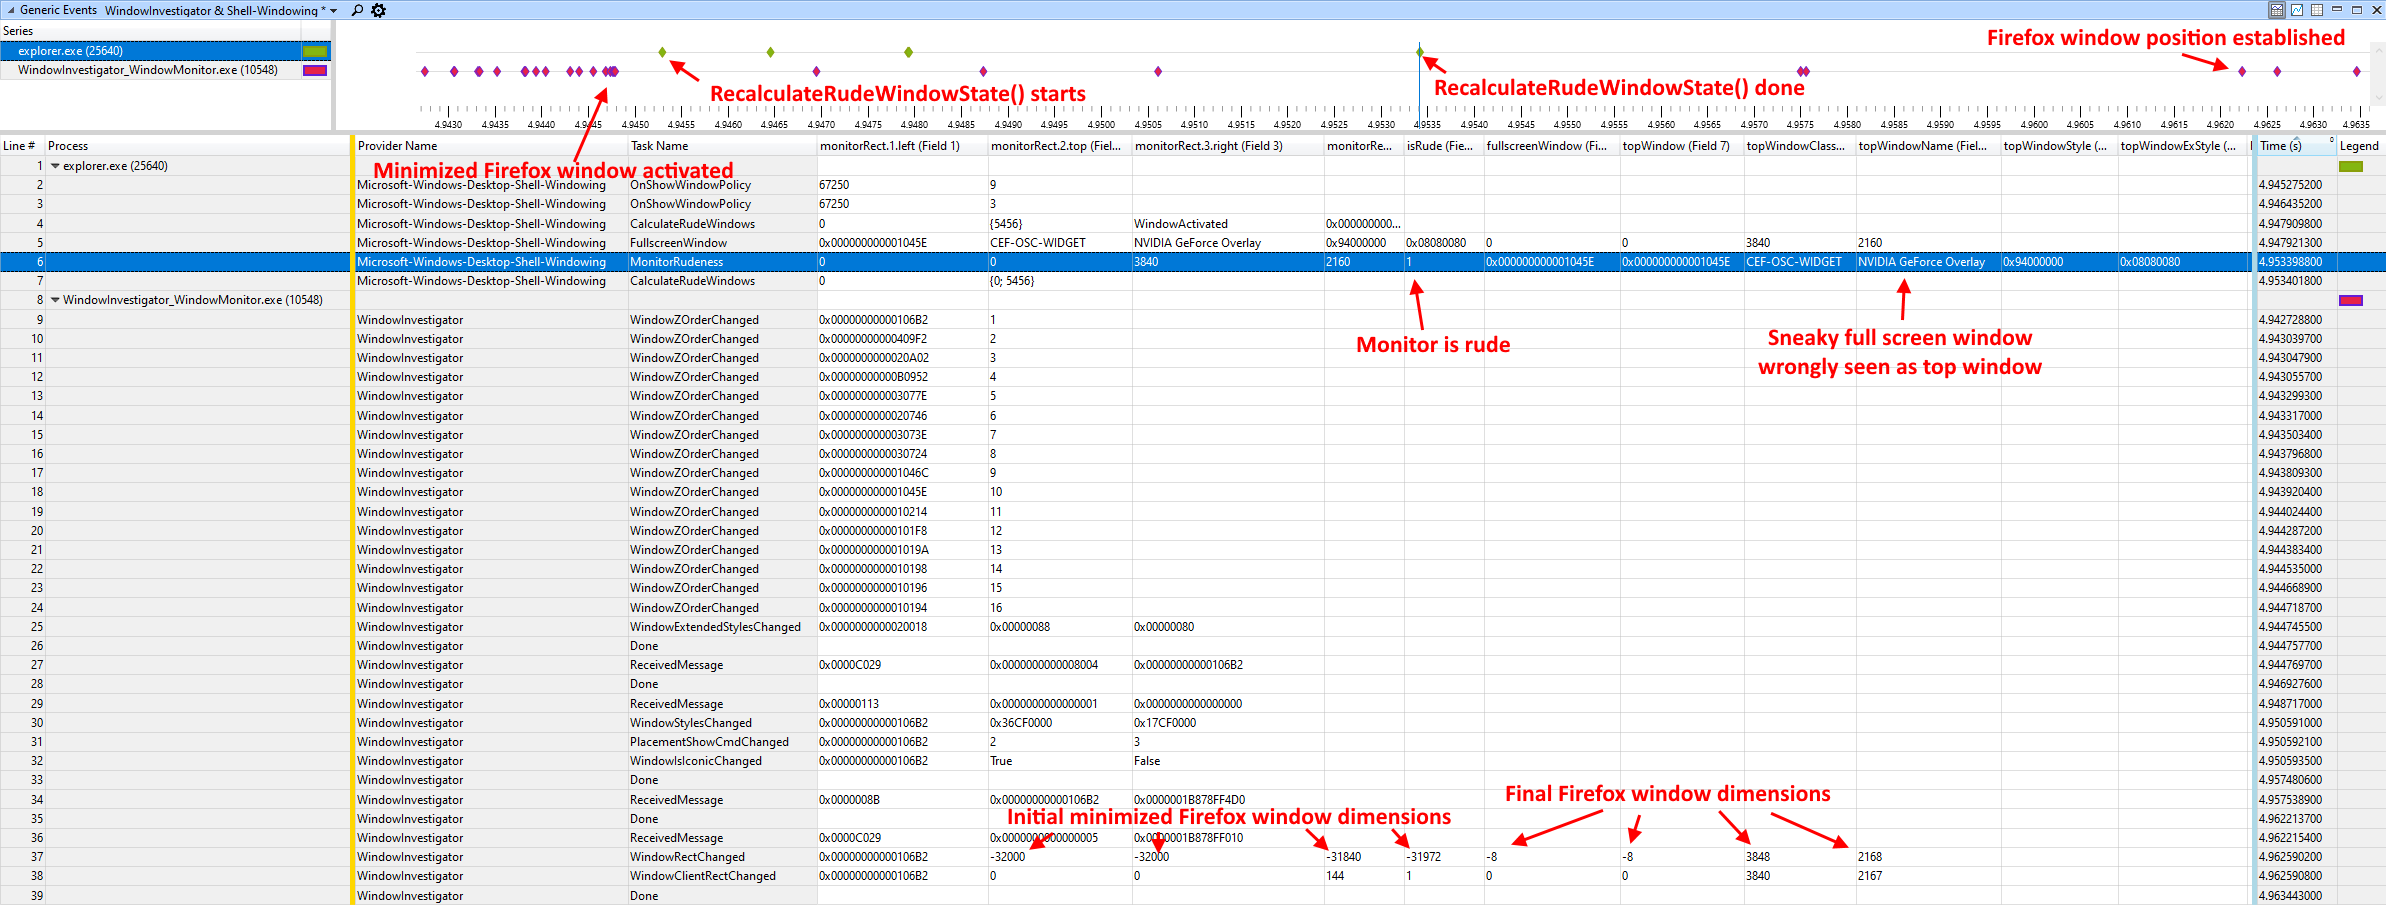 Generic Events WindowInvestigator & Shell-Windowing *
Series
explorer.exe (25640)
WindowInvestigator_WindowMonitor.exe (10548)
Firefox window position established
RecalculateRudeWindowState() starts
RecalculateRudeWindowState() done
4.9430 4.9435 4.9440 4.9445 4.9450 4.9455 4.9460 4.9465 4.9470 4.9475 4.9480 4.9485 4.9490 4.9495 4.9500 4.9505 4.9510 4.9515 4.9520 4.9525 4.9530 4.9535 4.9540 4.9545 4.9550 4.9555 4.9560 4.9565 4.9570 4.9575 4.9580 4.9585 4.9590 4.9595 4.9600 4.9605 4.9610 4.9615 4.9620 4.9625 4.9630 4.9635
Line # Process Provider Name Task Name monitorRect.1.left (Field 1) monitorRect.2.top (Fiel... monitorRect.3.right (Field 3) monitorRe... isRude (Fie... fullscreenWindow (Fi... topWindow (Field 7) topWindowClass... topWindowName (Fiel... topWindowStyle (... topWindowExStyle (... Time (s) Legend
1 explorer.exe (25640)
Minimized Firefox window activated
2 Microsoft-Windows-Desktop-Shell-Windowing OnShowWindowPolicy 67250 9 4.945275200
3 Microsoft-Windows-Desktop-Shell-Windowing OnShowWindowPolicy 67250 3 4.946435200
4 Microsoft-Windows-Desktop-Shell-Windowing CalculateRudeWindows 0 {5456} WindowActivated 0x000000000... 4.947909800
5 Microsoft-Windows-Desktop-Shell-Windowing FullscreenWindow 0x000000000001045E CEF-OSC-WIDGET NVIDIA GeForce Overlay 0x94000000 0x08080080 0 0 3840 2160 4.947921300
6 Microsoft-Windows-Desktop-Shell-Windowing MonitorRudeness 0 0 3840 2160 1 0x000000000001045E 0x000000000001045E CEF-OSC-WIDGET NVIDIA GeForce Overlay 0x94000000 0x08080080 4.953398800
7 Microsoft-Windows-Desktop-Shell-Windowing CalculateRudeWindows 0 {0; 5456} 4.953401800
8 WindowInvestigator_WindowMonitor.exe (10548)
9 WindowInvestigator WindowZOrderChanged 0x00000000000106B2 1 4.942728800
10 WindowInvestigator WindowZOrderChanged 0x00000000000409F2 2 4.943039700
11 WindowInvestigator WindowZOrderChanged 0x0000000000020A02 3 4.943047900
12 WindowInvestigator WindowZOrderChanged 0x00000000000B0952 4 4.943055700
13 WindowInvestigator WindowZOrderChanged 0x000000000003077E 5 4.943299300
14 WindowInvestigator WindowZOrderChanged 0x0000000000020746 6 4.943317000
15 WindowInvestigator WindowZOrderChanged 0x000000000003073E 7 4.943503400
16 WindowInvestigator WindowZOrderChanged 0x0000000000030724 8 4.943796800
17 WindowInvestigator WindowZOrderChanged 0x000000000001046C 9 4.943809300
18 WindowInvestigator WindowZOrderChanged 0x000000000001045E 10 4.943920400
19 WindowInvestigator WindowZOrderChanged 0x0000000000010214 11 4.944024400
20 WindowInvestigator WindowZOrderChanged 0x00000000000101F8 12 4.944287200
21 WindowInvestigator WindowZOrderChanged 0x000000000001019A 13 4.944383400
22 WindowInvestigator WindowZOrderChanged 0x0000000000010198 14 4.944535000
23 WindowInvestigator WindowZOrderChanged 0x0000000000010196 15 4.944668900
24 WindowInvestigator WindowZOrderChanged 0x0000000000010194 16 4.944718700
Monitor is rude
Sneaky full screen window
wrongly seen as top window
25 WindowInvestigator WindowExtendedStylesChanged 0x0000000000020018 0x00000088 0x00000080 4.944745500
26 WindowInvestigator Done 4.944757700
27 WindowInvestigator ReceivedMessage 0x0000C029 0x0000000000008004 0x00000000000106B2 4.944769700
28 WindowInvestigator Done 4.946927600
29 WindowInvestigator ReceivedMessage 0x00000113 0x0000000000000001 0x0000000000000000 4.948717000
30 WindowInvestigator WindowStylesChanged 0x00000000000106B2 0x36CF0000 0x17CF0000 4.950591000
31 WindowInvestigator PlacementShowCmdChanged 0x00000000000106B2 2 3 4.950592100
32 WindowInvestigator WindowIsIconicChanged 0x00000000000106B2 True False 4.950593500
33 WindowInvestigator Done 4.957480600
34 WindowInvestigator ReceivedMessage 0x0000008B 0x00000000000106B2 0x0000001B878FF4D0 4.957538900
Final Firefox window dimensions
35 WindowInvestigator Done 4.962213700
Initial minimized Firefox window dimensions
36 WindowInvestigator ReceivedMessage 0x0000C029 0x0000000000000005 0x0000001B878FF010 4.962215400
37 WindowInvestigator WindowRectChanged 0x00000000000106B2 -32000 -32000 -31840 -31972 -8 -8 3848 2168 4.962590200
38 WindowInvestigator WindowClientRectChanged 0x00000000000106B2 0 0 144 1 0 0 3840 2167 4.962590800
39 WindowInvestigator Done 4.963443000